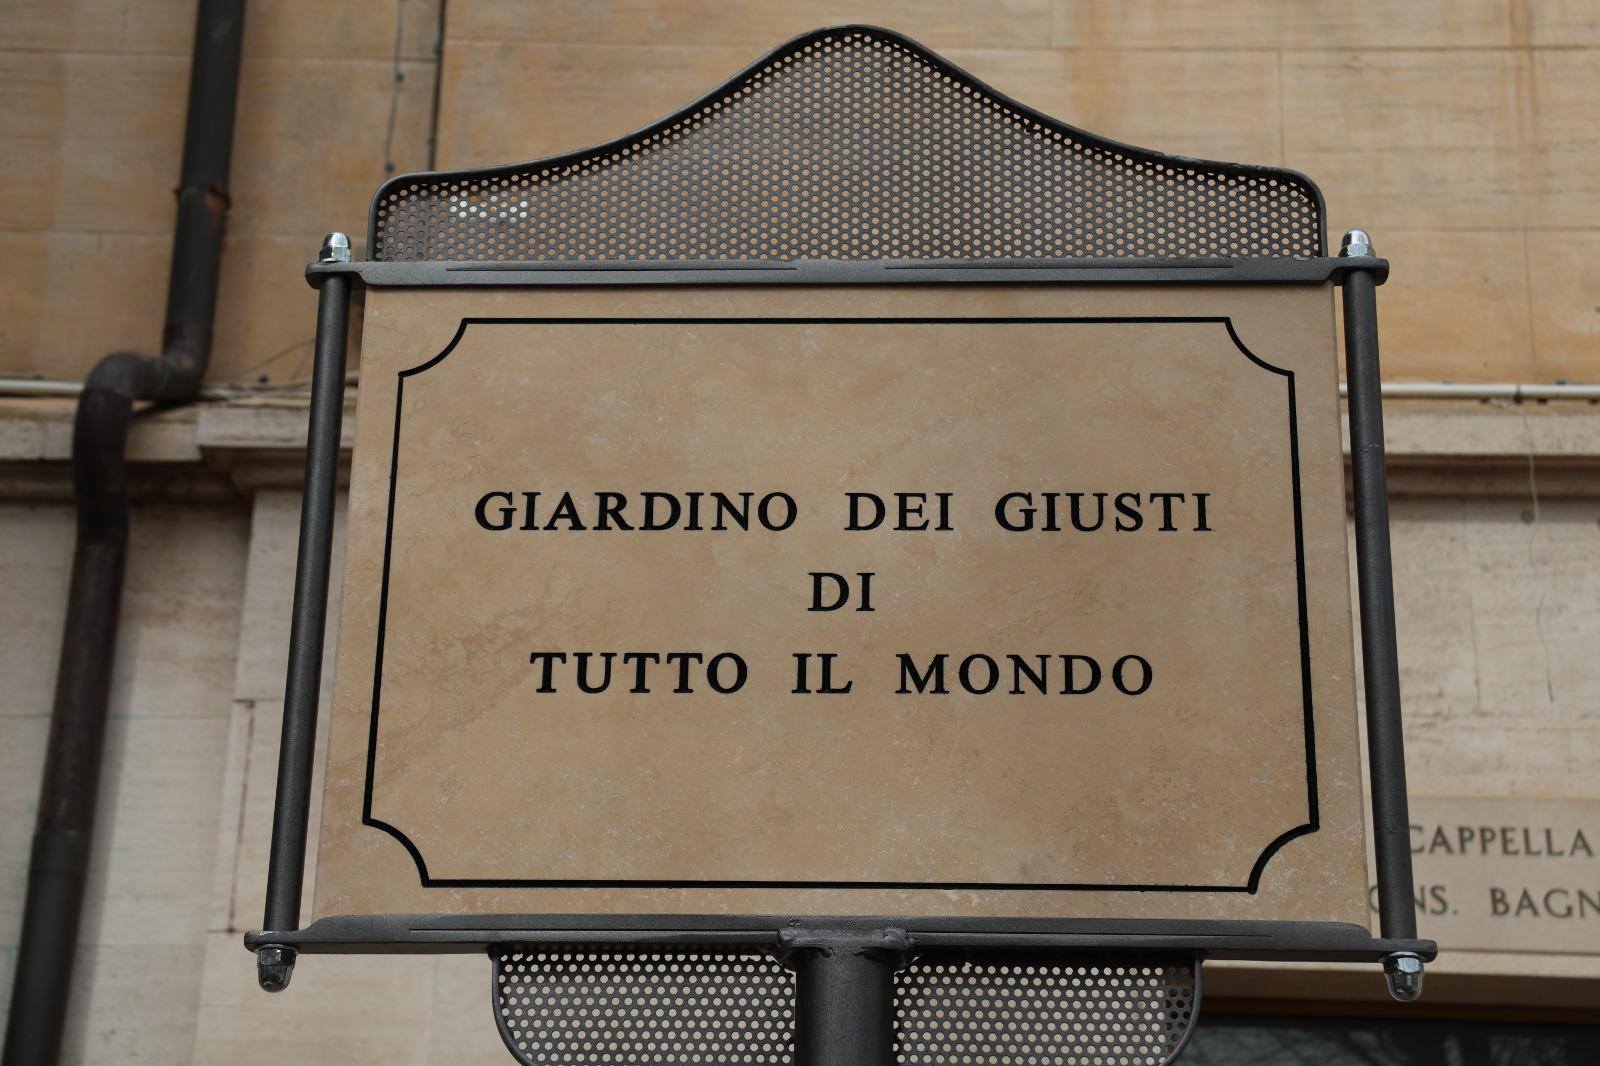 GIARDINO DEI GIUSTI
DI
TUTTO IL MONDO
CAPPELLA